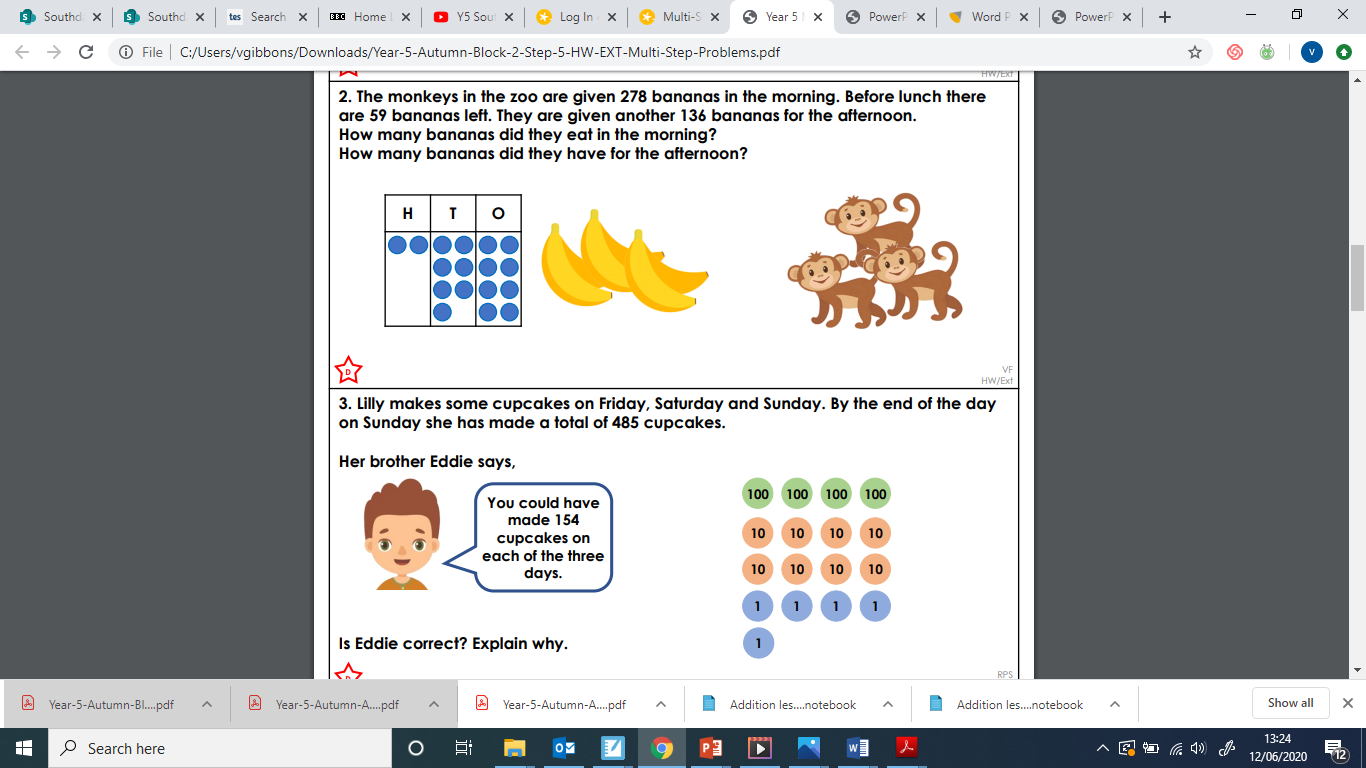 Southd
Southd
tes Search
BBC Home L
Y5 Sout
Log In
Multi-S
Year 5
PowerP
Word P
PowerP
File
C:/Users/vgibbons/Downloads/Year-5-Autumn-Block-2-Step-5-HW-EXT-Multi-Step-Problems.pdf
V
HW/Ext
2. The monkeys in the zoo are given 278 bananas in the morning. Before lunch there
are 59 bananas left. They are given another 136 bananas for the afternoon.
How many bananas did they eat in the morning?
How many bananas did they have for the afternoon?
H T O
D
VF
HW/Ext
3. Lilly makes some cupcakes on Friday, Saturday and Sunday. By the end of the day
on Sunday she has made a total of 485 cupcakes.
Her brother Eddie says,
You could have
made 154
cupcakes on
each of the three
days.
100 100 100 100
10 10 10 10
10 10 10 10
1 1 1 1
1
Is Eddie correct? Explain why.
RPS
Year-5-Autumn-Bl....pdf
Year-5-Autumn-A....pdf
Year-5-Autumn-A....pdf
Addition les....notebook
Addition les....notebook
Show all
Search here
13:24
12/06/2020
12